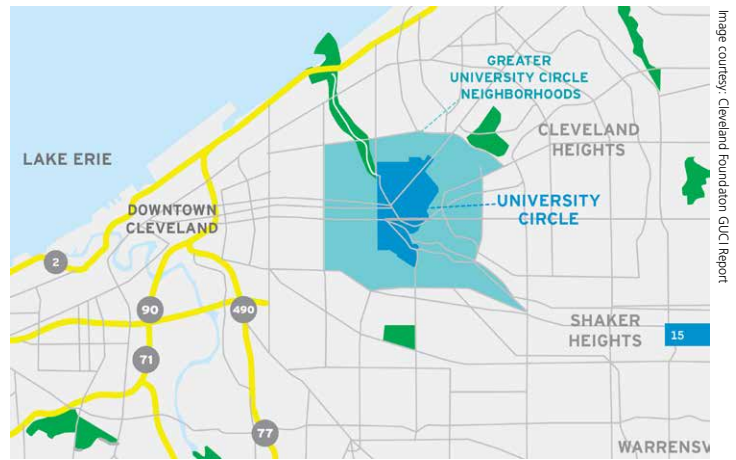 GREATER
UNIVERSITY CIRCLE
NEIGHBORHOODS
CLEVELAND
HEIGHTS
LAKE ERIE
UNIVERSITY
CIRCLE
DOWNTOWN
CLEVELAND
2
90
490
SHAKER
HEIGHTS
15
71
77
WARRENSV
Image courtesy: Cleveland Foundaton GUCI Report